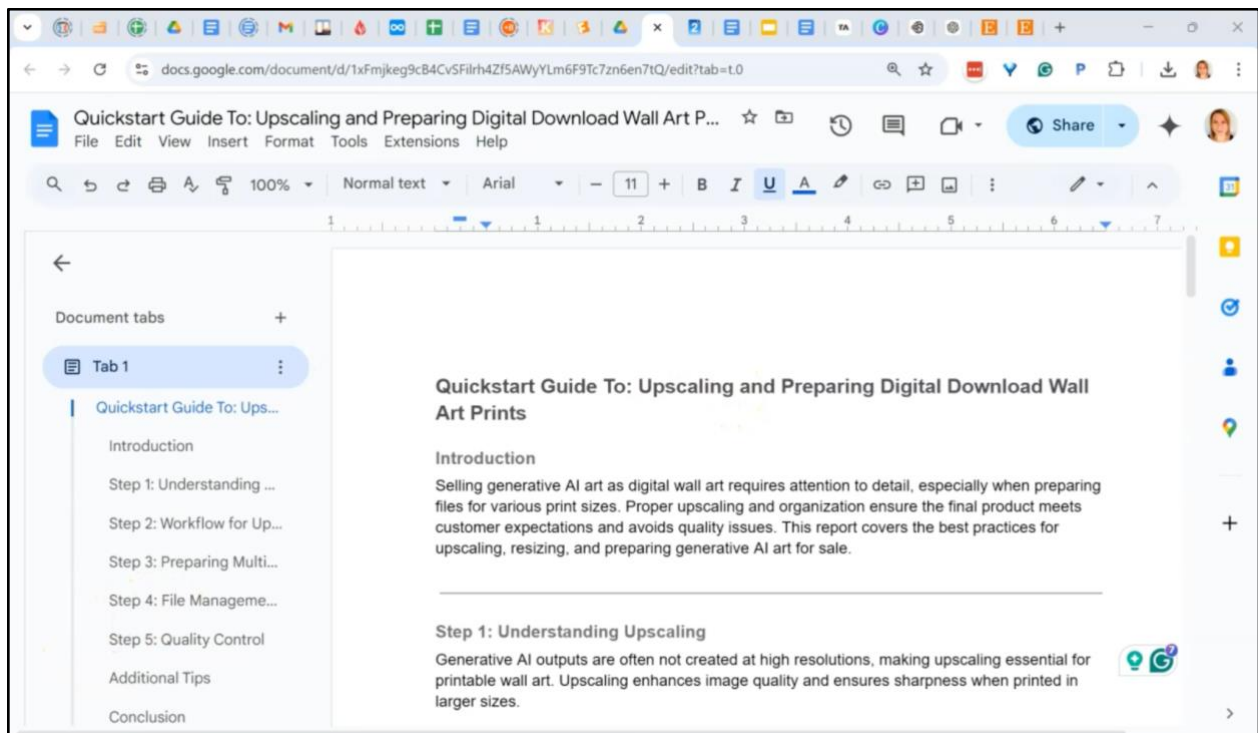 docs.google.com/document/d/1xFmjkeg9cB4CvSFilrh4Zf5AWyYLm6F9Tc7zn6en7tQ/edit?tab=t.0
Quickstart Guide To: Upscaling and Preparing Digital Download Wall Art P...
Share
File Edit View Insert Format Tools Extensions Help
100% Normal text Arial − 11 + B I U A
1 1 2 3 4 5 6 7
Document tabs
Tab 1
Quickstart Guide To: Ups...
Introduction
Step 1: Understanding ...
Step 2: Workflow for Up...
Step 3: Preparing Multi...
Step 4: File Manageme...
Step 5: Quality Control
Additional Tips
Conclusion
Quickstart Guide To: Upscaling and Preparing Digital Download Wall
Art Prints
Introduction
Selling generative AI art as digital wall art requires attention to detail, especially when preparing
files for various print sizes. Proper upscaling and organization ensure the final product meets
customer expectations and avoids quality issues. This report covers the best practices for
upscaling, resizing, and preparing generative AI art for sale.
Step 1: Understanding Upscaling
Generative AI outputs are often not created at high resolutions, making upscaling essential for
printable wall art. Upscaling enhances image quality and ensures sharpness when printed in
larger sizes.